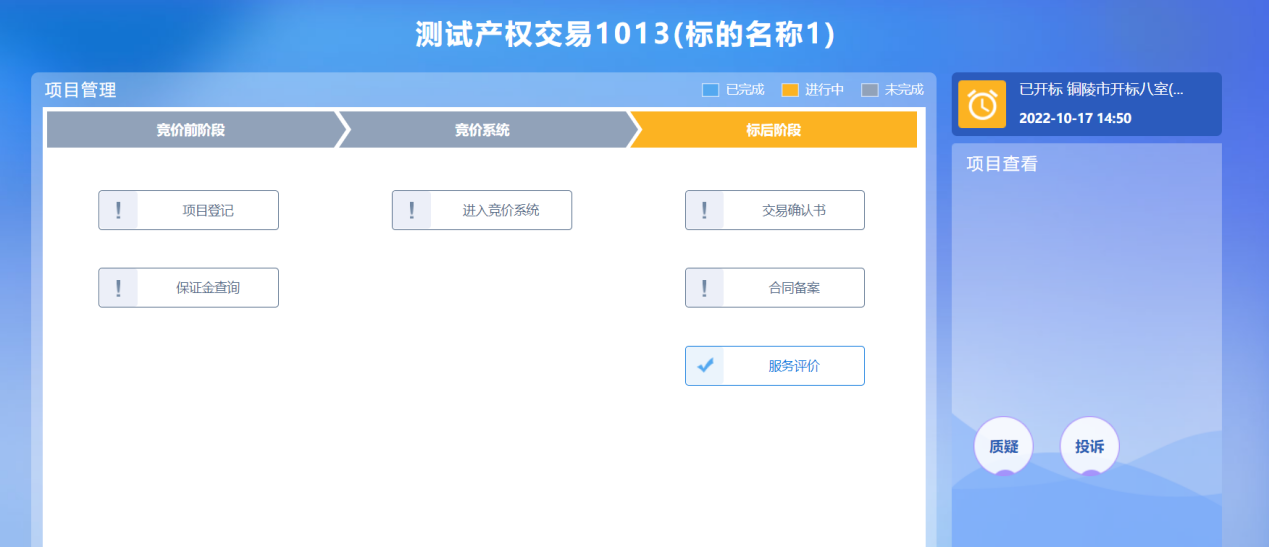 测试产权交易1013(标的名称1)
项目管理
已完成 进行中 未完成
竞价前阶段 竞价系统 标后阶段
项目登记 进入竞价系统 交易确认书
保证金查询 合同备案
服务评价
已开标 铜陵市开标八室(...
2022-10-17 14:50
项目查看
质疑 投诉